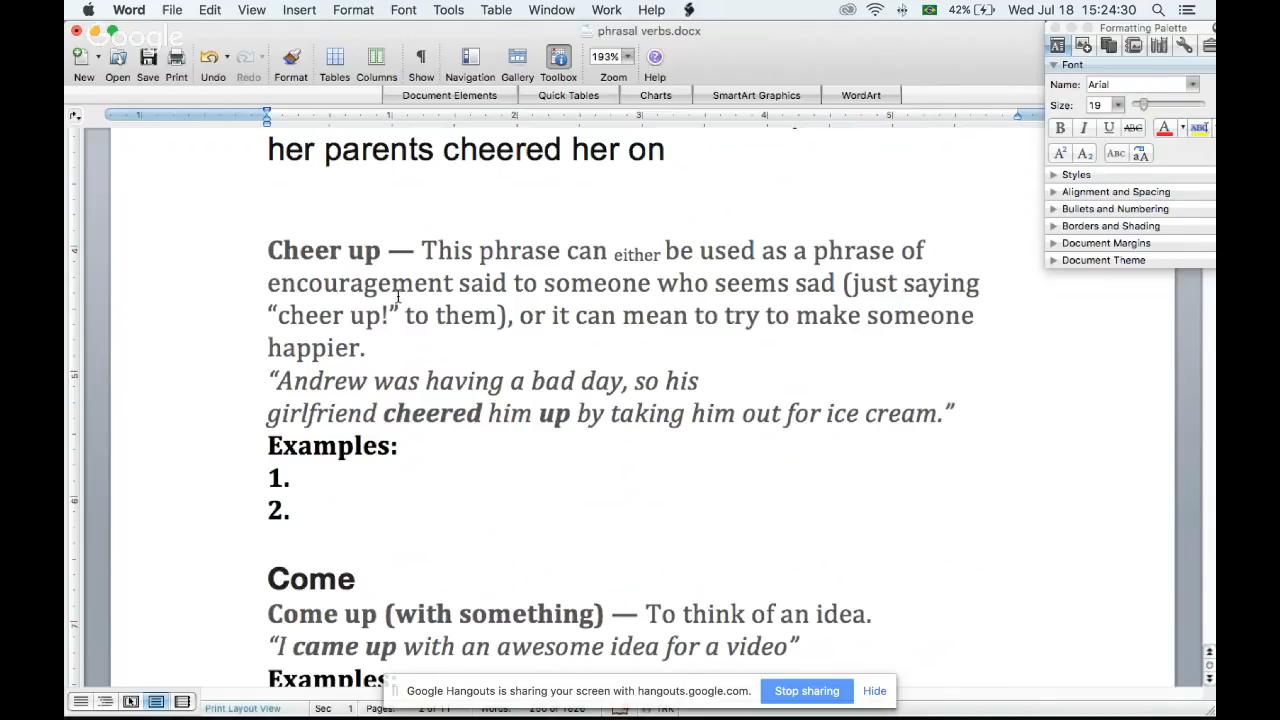 Word File Edit View Insert Format Font Tools Table Window Work Help 42% Wed Jul 18 15:24:30
Google
phrasal verbs.docx
Formatting Palette
193%
New Open Save Print Undo Redo Format Tables Columns Show Navigation Gallery Toolbox Zoom Help
Document Elements Quick Tables Charts SmartArt Graphics WordArt
Font
Name: Arial
Size: 19
B I U ABC A ABC
A² A₂ ABC aA
Styles
Alignment and Spacing
Bullets and Numbering
Borders and Shading
Document Margins
Document Theme
her parents cheered her on
Cheer up — This phrase can either be used as a phrase of
encouragement said to someone who seems sad (just saying
“cheer up!” to them), or it can mean to try to make someone
happier.
“Andrew was having a bad day, so his
girlfriend cheered him up by taking him out for ice cream.”
Examples:
1.
2.
Come
Come up (with something) — To think of an idea.
“I came up with an awesome idea for a video”
Examples
Google Hangouts is sharing your screen with hangouts.google.com. Stop sharing Hide
Print Layout View Sec 1 Pages: